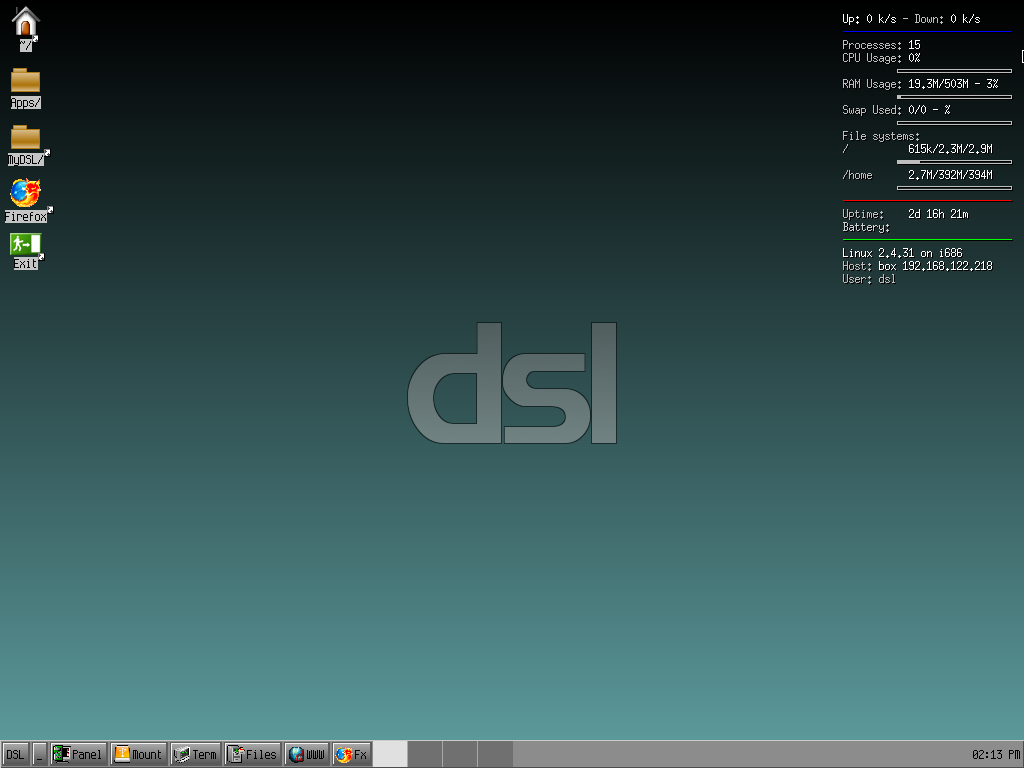 ~/
Apps/
MyDSL/
Firefox
Exit
Up: 0 k/s - Down: 0 k/s
Processes: 15
CPU Usage: 0%
RAM Usage: 19.3M/503M - 3%
Swap Used: 0/0 - %
File systems:
/ 615k/2.3M/2.9M
/home 2.7M/392M/394M
Uptime: 2d 16h 21m
Battery:
Linux 2.4.31 on i686
Host: box 192.168.122.218
User: dsl
dsl
DSL _ Panel Mount Term Files WWW Fx 02:13 PM